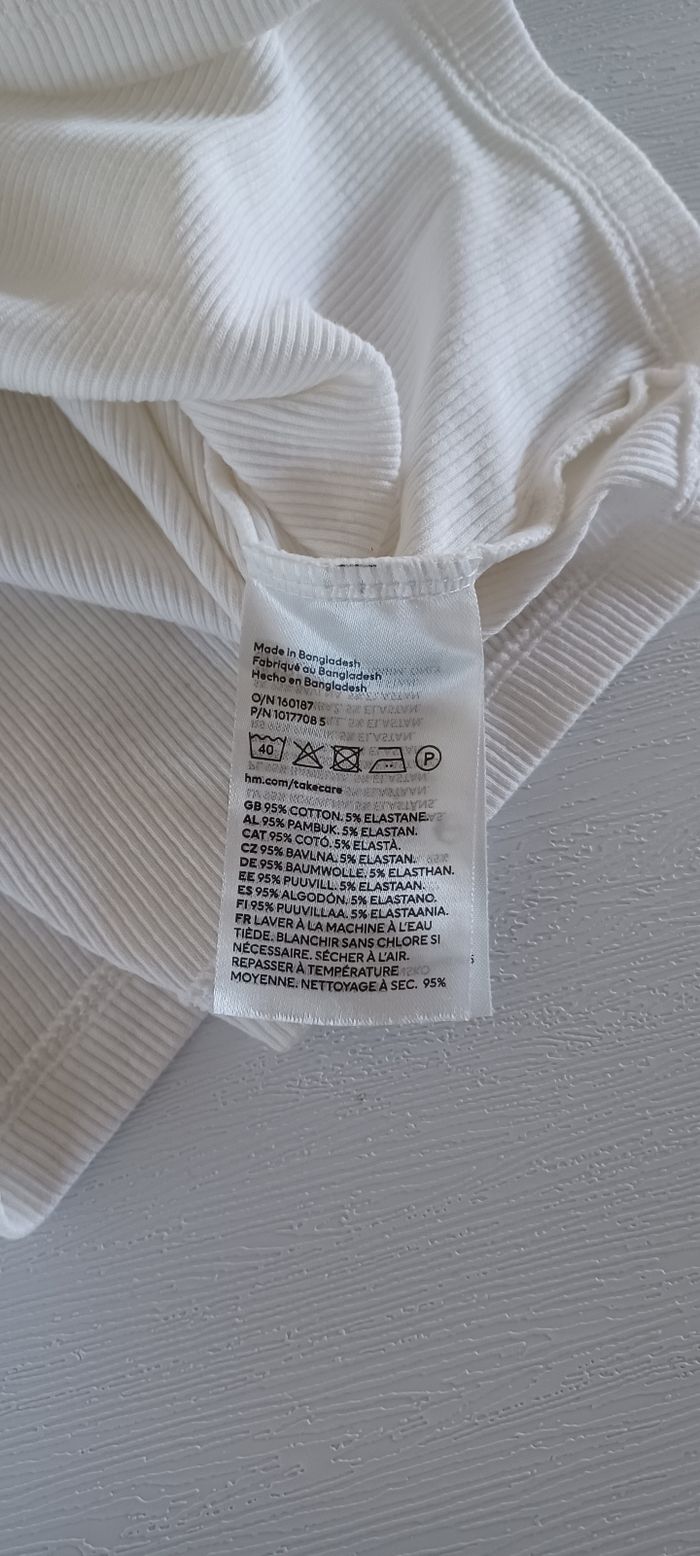 Made in Bangladesh
Fabriqué au Bangladesh
Hecho en Bangladesh
O/N 160187
P/N 1017708 5
40 P
hm.com/takecare
GB 95% COTTON. 5% ELASTANE.
AL 95% PAMBUK. 5% ELASTAN.
CAT 95% COTÓ. 5% ELASTÀ.
CZ 95% BAVLNA. 5% ELASTAN.
DE 95% BAUMWOLLE. 5% ELASTHAN.
EE 95% PUUVILL. 5% ELASTAAN.
ES 95% ALGODÓN. 5% ELASTANO.
FI 95% PUUVILLAA. 5% ELASTAANIA.
FR LAVER À LA MACHINE À L'EAU
TIÈDE. BLANCHIR SANS CHLORE SI
NÉCESSAIRE. SÉCHER À L'AIR.
REPASSER À TEMPÉRATURE
MOYENNE. NETTOYAGE À SEC. 95%